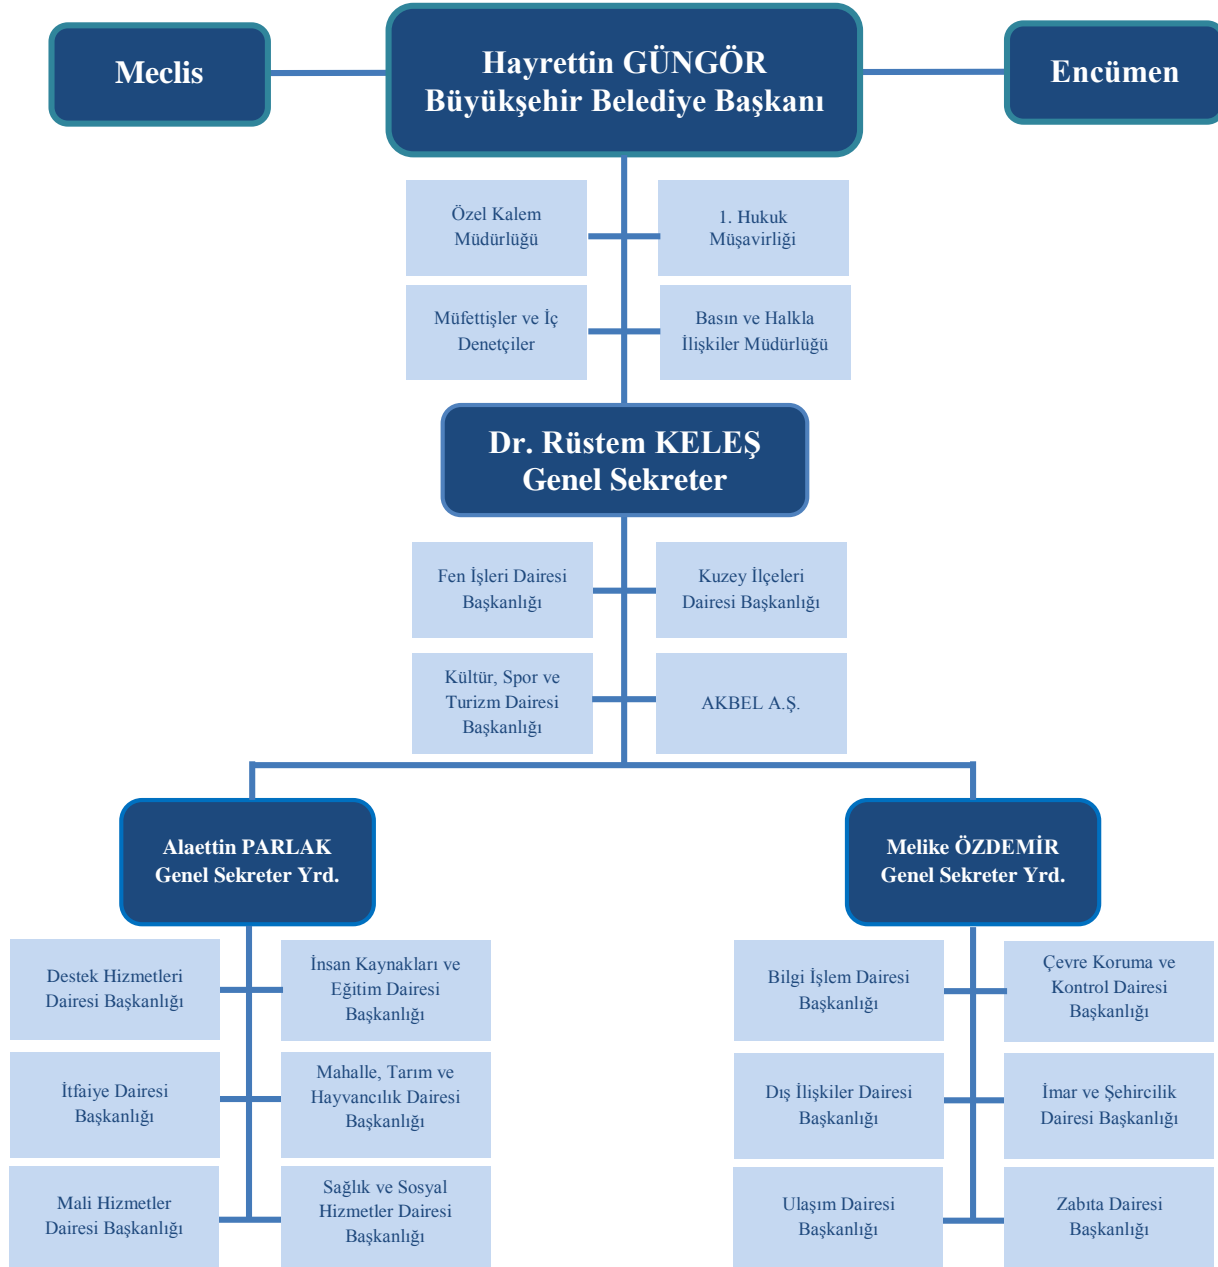 Meclis
Hayrettin GÜNGÖR
Büyükşehir Belediye Başkanı
Encümen
Özel Kalem
Müdürlüğü
1. Hukuk
Müşavirliği
Müfettişler ve İç
Denetçiler
Basın ve Halkla
İlişkiler Müdürlüğü
Dr. Rüstem KELEŞ
Genel Sekreter
Fen İşleri Dairesi
Başkanlığı
Kuzey İlçeleri
Dairesi Başkanlığı
Kültür, Spor ve
Turizm Dairesi
Başkanlığı
AKBEL A.Ş.
Alaettin PARLAK
Genel Sekreter Yrd.
Melike ÖZDEMİR
Genel Sekreter Yrd.
Destek Hizmetleri
Dairesi Başkanlığı
İnsan Kaynakları ve
Eğitim Dairesi
Başkanlığı
İtfaiye Dairesi
Başkanlığı
Mahalle, Tarım ve
Hayvancılık Dairesi
Başkanlığı
Mali Hizmetler
Dairesi Başkanlığı
Sağlık ve Sosyal
Hizmetler Dairesi
Başkanlığı
Bilgi İşlem Dairesi
Başkanlığı
Çevre Koruma ve
Kontrol Dairesi
Başkanlığı
Dış İlişkiler Dairesi
Başkanlığı
İmar ve Şehircilik
Dairesi Başkanlığı
Ulaşım Dairesi
Başkanlığı
Zabıta Dairesi
Başkanlığı